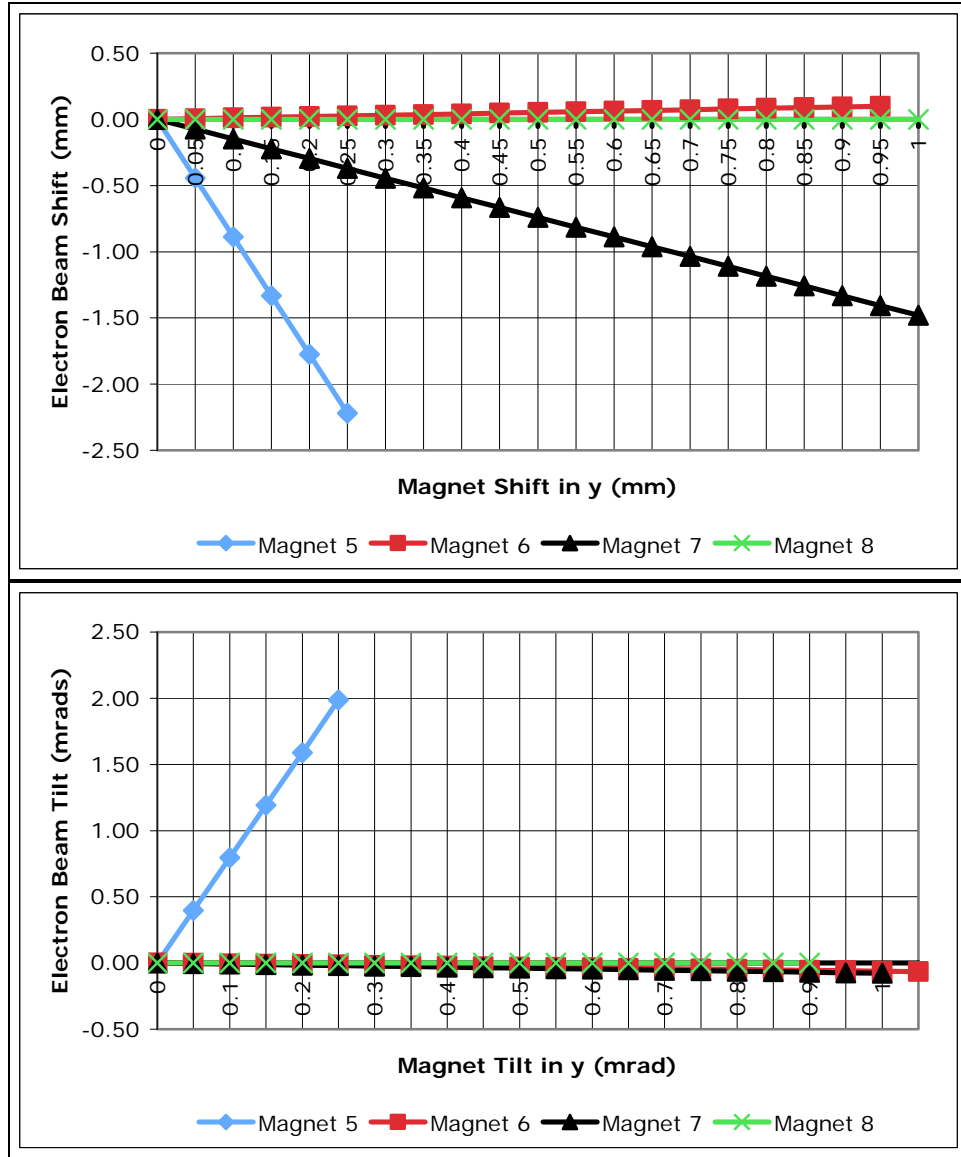 0.50
0.00
-0.50
-1.00
-1.50
-2.00
-2.50
Electron Beam Shift (mm)
0 0.05 0.1 0.15 0.2 0.25 0.3 0.35 0.4 0.45 0.5 0.55 0.6 0.65 0.7 0.75 0.8 0.85 0.9 0.95 1
Magnet Shift in y (mm)
Magnet 5 Magnet 6 Magnet 7 Magnet 8
2.50
2.00
1.50
1.00
0.50
0.00
-0.50
Electron Beam Tilt (mrads)
0 0.1 0.2 0.3 0.4 0.5 0.6 0.7 0.8 0.9 1
Magnet Tilt in y (mrad)
Magnet 5 Magnet 6 Magnet 7 Magnet 8